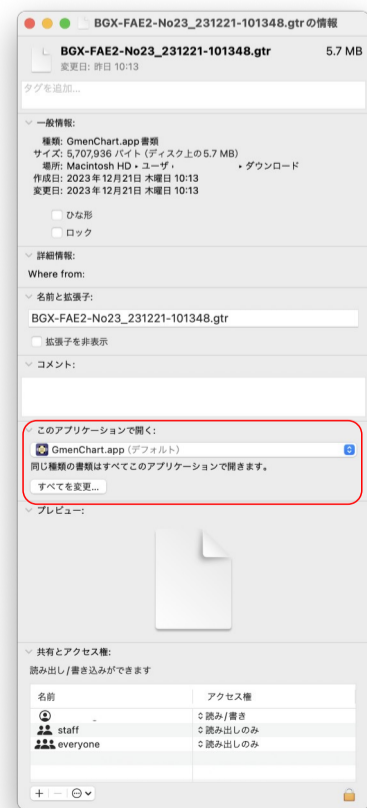 BGX-FAE2-No23_231221-101348.gtrの情報
BGX-FAE2-No23_231221-101348.gtr 5.7 MB
変更日: 昨日 10:13
タグを追加...
一般情報:
種類: GmenChart.app書類
サイズ: 5,707,936 バイト (ディスク上の5.7 MB)
場所: Macintosh HD ▸ ユーザ ▸ ダウンロード
作成日: 2023年12月21日 木曜日 10:13
変更日: 2023年12月21日 木曜日 10:13
ひな形
ロック
詳細情報:
Where from:
名前と拡張子:
BGX-FAE2-No23_231221-101348.gtr
拡張子を非表示
コメント:
このアプリケーションで開く:
GmenChart.app (デフォルト)
同じ種類の書類はすべてこのアプリケーションで開きます。
すべてを変更...
プレビュー:
共有とアクセス権:
読み出し/書き込みができます
名前 アクセス権
読み/書き
staff 読み出しのみ
everyone 読み出しのみ